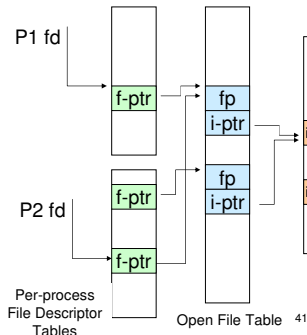 P1 fd
f-ptr
fp
i-ptr
f-ptr
fp
i-ptr
P2 fd
f-ptr
Per-process
File Descriptor
Tables
Open File Table
41